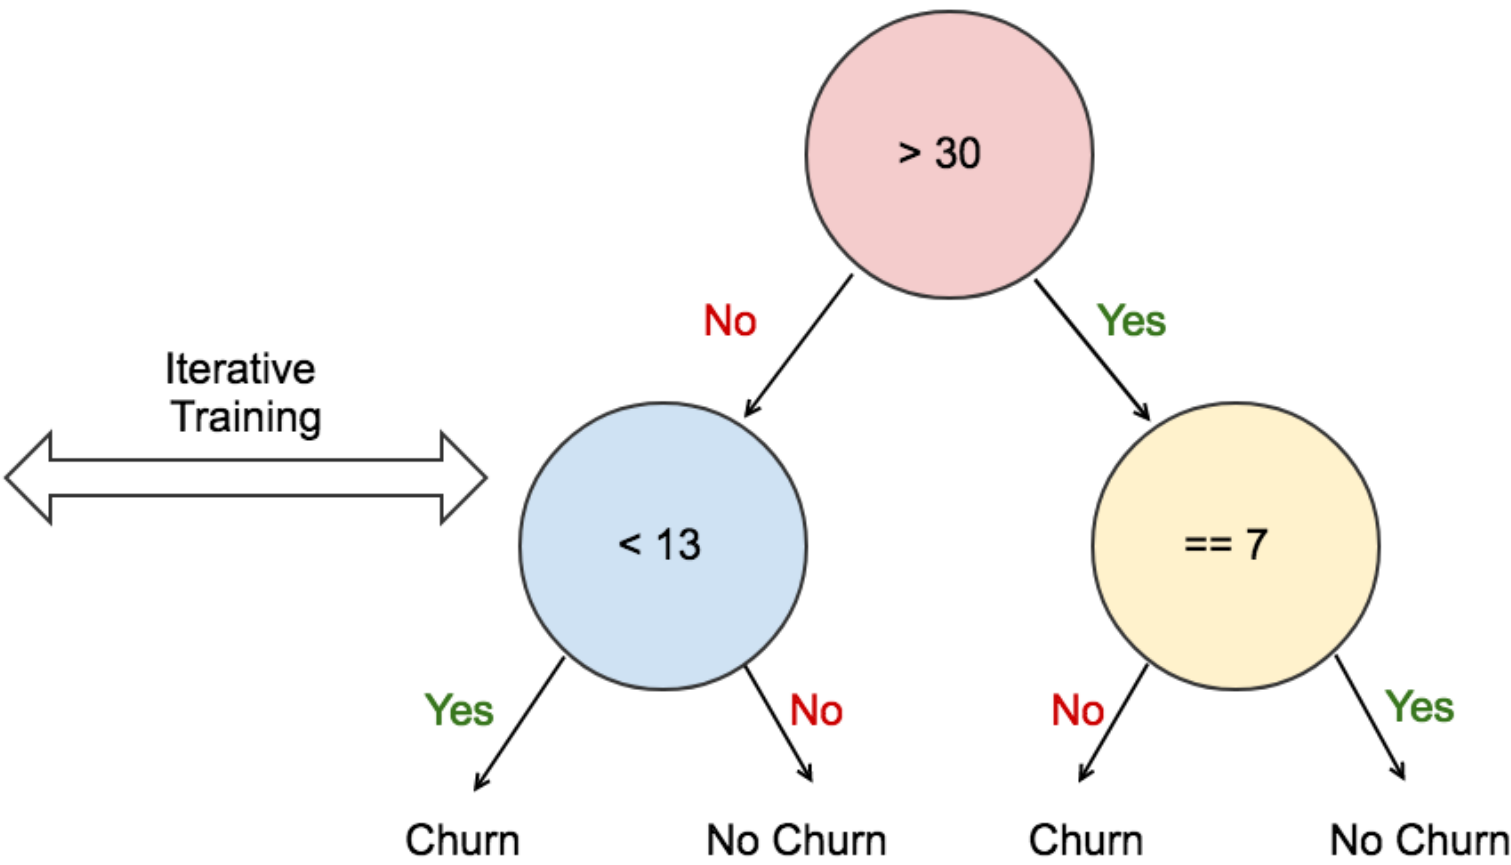 > 30
No
Yes
Iterative
Training
< 13
== 7
Yes
No
No
Yes
Churn
No Churn
Churn
No Churn